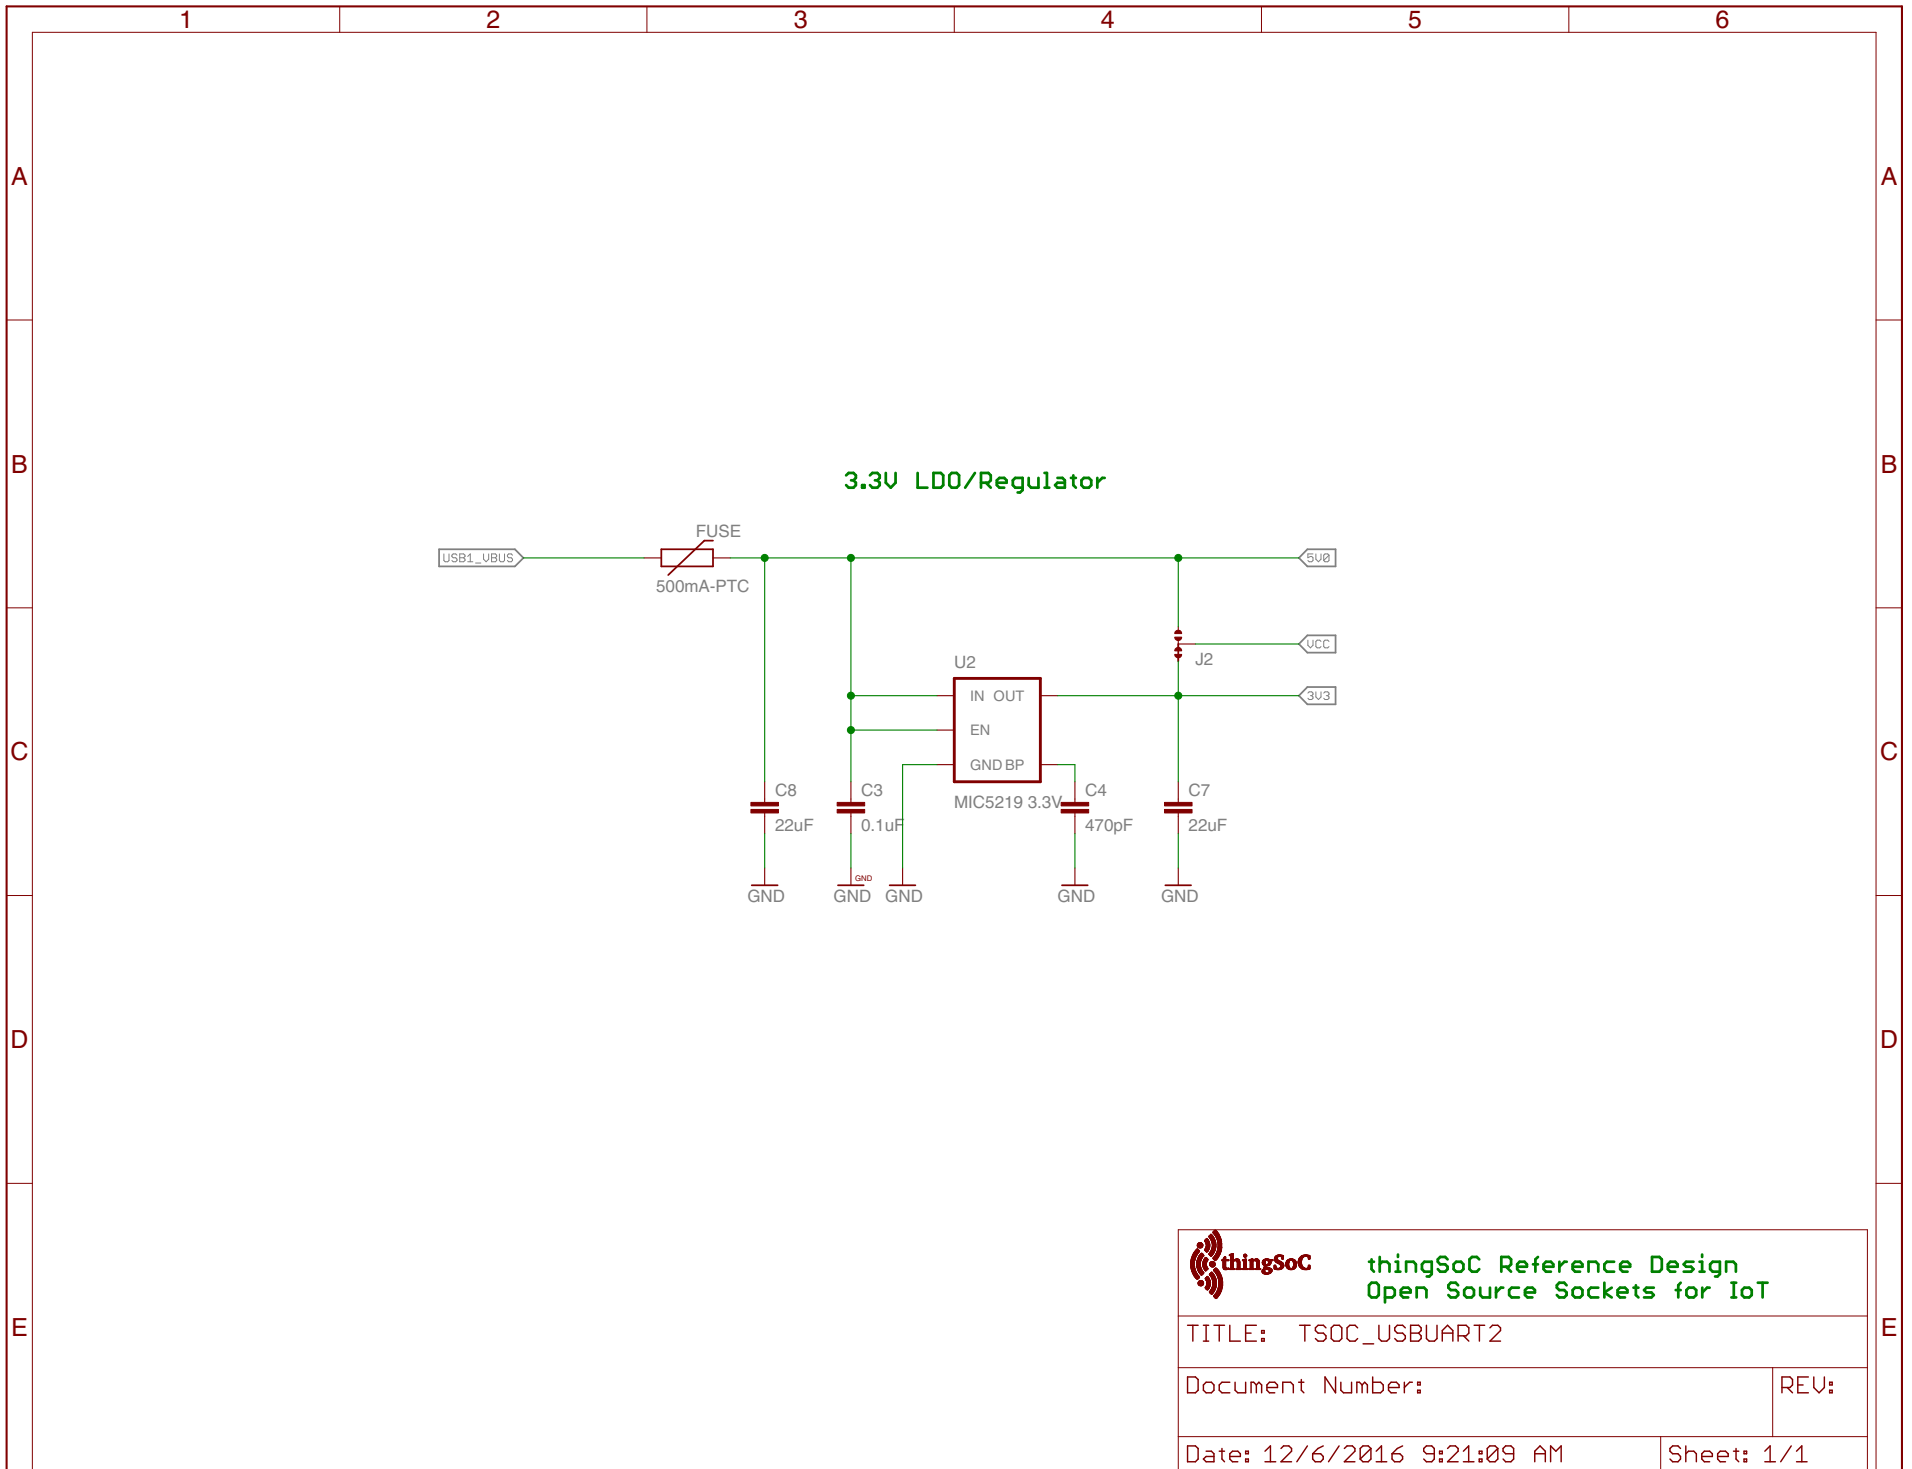 1 2 3 4 5 6
A A
B B
3.3V LDO/Regulator
FUSE
USB1_VBUS 5V0
500mA-PTC
VCC
J2
U2
IN OUT 3V3
EN
C C
GND BP
C8 C3 C4 C7
MIC5219 3.3V
22uF 0.1uF 470pF 22uF
GND
GND GND GND GND GND
D D
thingSoC
thingSoC Reference Design
Open Source Sockets for IoT
E E
TITLE: TSOC_USBUART2
Document Number: REV:
Date: 12/6/2016 9:21:09 AM Sheet: 1/1